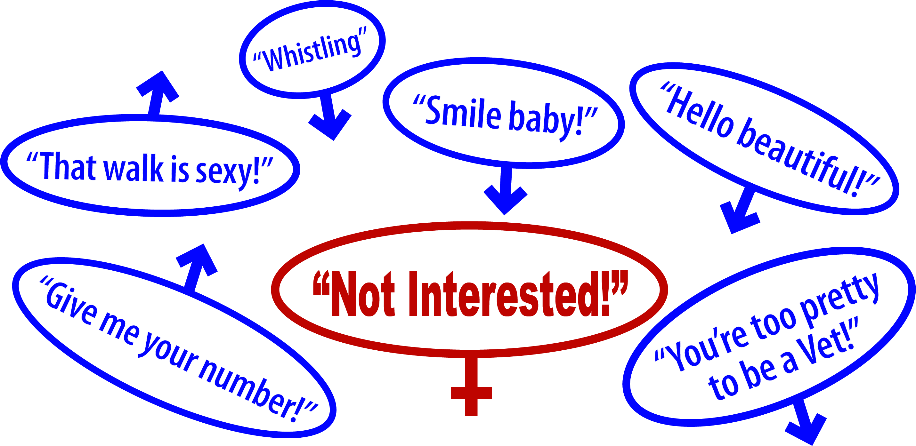 “Whistling”
“Smile baby!”
“Hello beautiful!”
“That walk is sexy!”
“Not Interested!”
“Give me your number!”
“You’re too pretty
to be a Vet!”